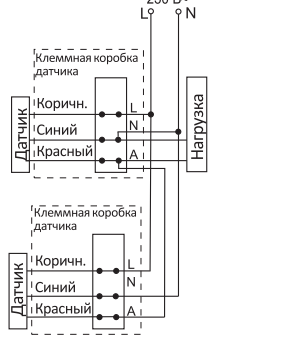 230 В~
L N
Клеммная коробка
датчика
Датчик
Коричн.
Синий
Красный
L
N
A
Нагрузка
Клеммная коробка
датчика
Датчик
Коричн.
Синий
Красный
L
N
A